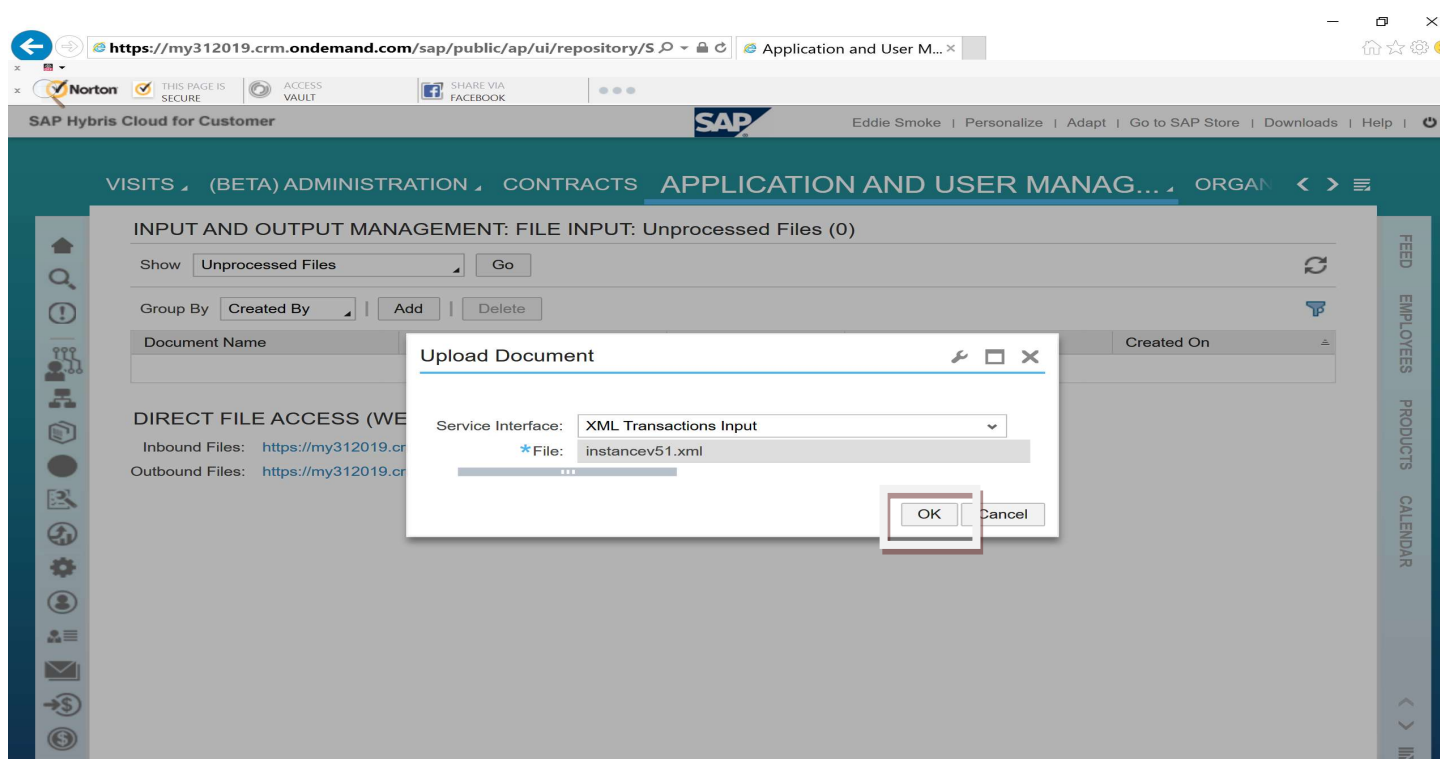 https://my312019.crm.ondemand.com/sap/public/ap/ui/repository/S
Application and User M...
Norton
THIS PAGE IS SECURE
ACCESS VAULT
SHARE VIA FACEBOOK
SAP Hybris Cloud for Customer
SAP
Eddie Smoke | Personalize | Adapt | Go to SAP Store | Downloads | Help |
VISITS (BETA) ADMINISTRATION CONTRACTS APPLICATION AND USER MANAG... ORGAN
INPUT AND OUTPUT MANAGEMENT: FILE INPUT: Unprocessed Files (0)
Show Unprocessed Files Go
Group By Created By | Add | Delete
Document Name Created On
Upload Document
Service Interface: XML Transactions Input
*File: instancev51.xml
OK Cancel
DIRECT FILE ACCESS (WE
Inbound Files: https://my312019.cr
Outbound Files: https://my312019.cr
FEED
EMPLOYEES
PRODUCTS
CALENDAR